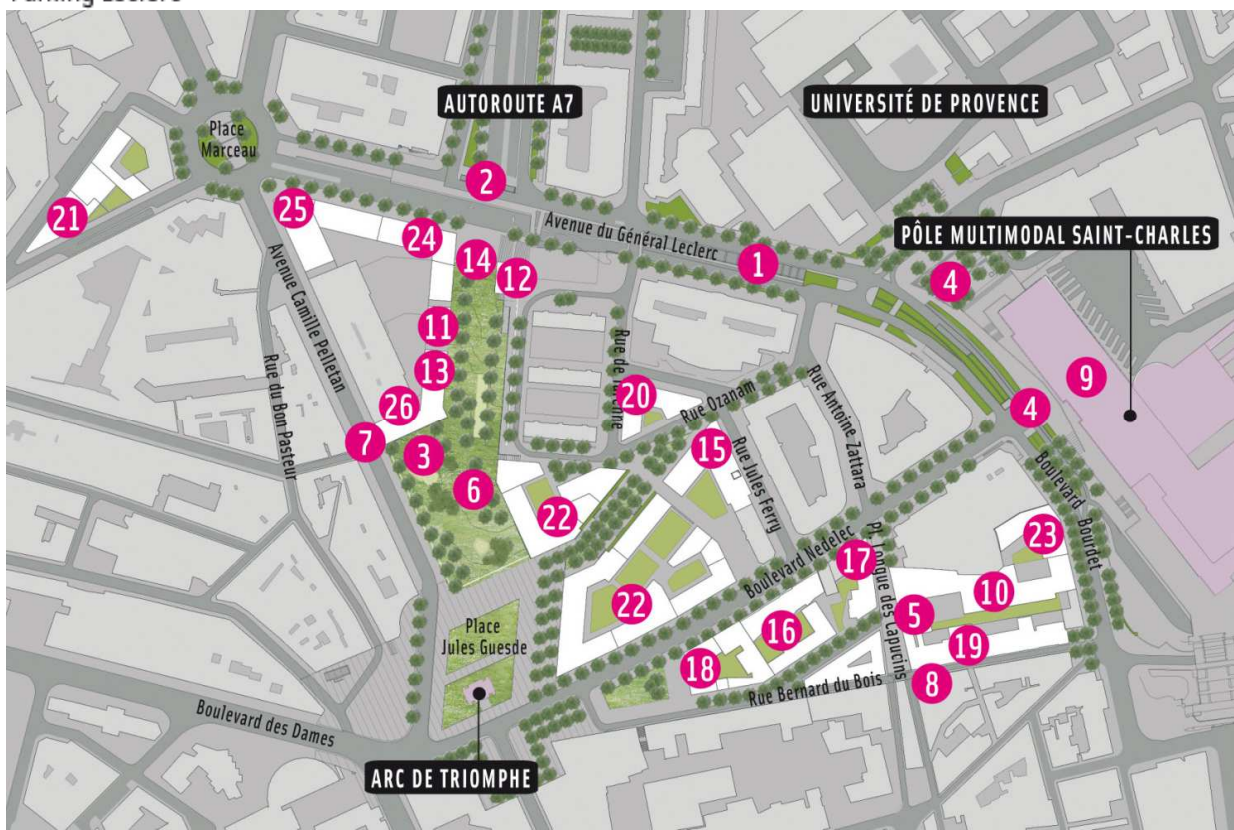 Parking Leclerc
AUTOROUTE A7
UNIVERSITÉ DE PROVENCE
Place
Marceau
2
21
25
Avenue du Général Leclerc
PÔLE MULTIMODAL SAINT-CHARLES
24
14
12
1
4
Avenue Camille Pelletan
11
13
9
Rue du Bon Pasteur
26
7
3
6
Rue de
20
Rue Ozanam
Rue Antoine Zattara
4
15
Rue Jules Ferry
Boulevard Bourdet
22
22
Boulevard Nedelec
17
Pl. Longue des Capucins
23
10
5
19
16
18
8
Rue Bernard du Bois
Place
Jules Guesde
Boulevard des Dames
ARC DE TRIOMPHE